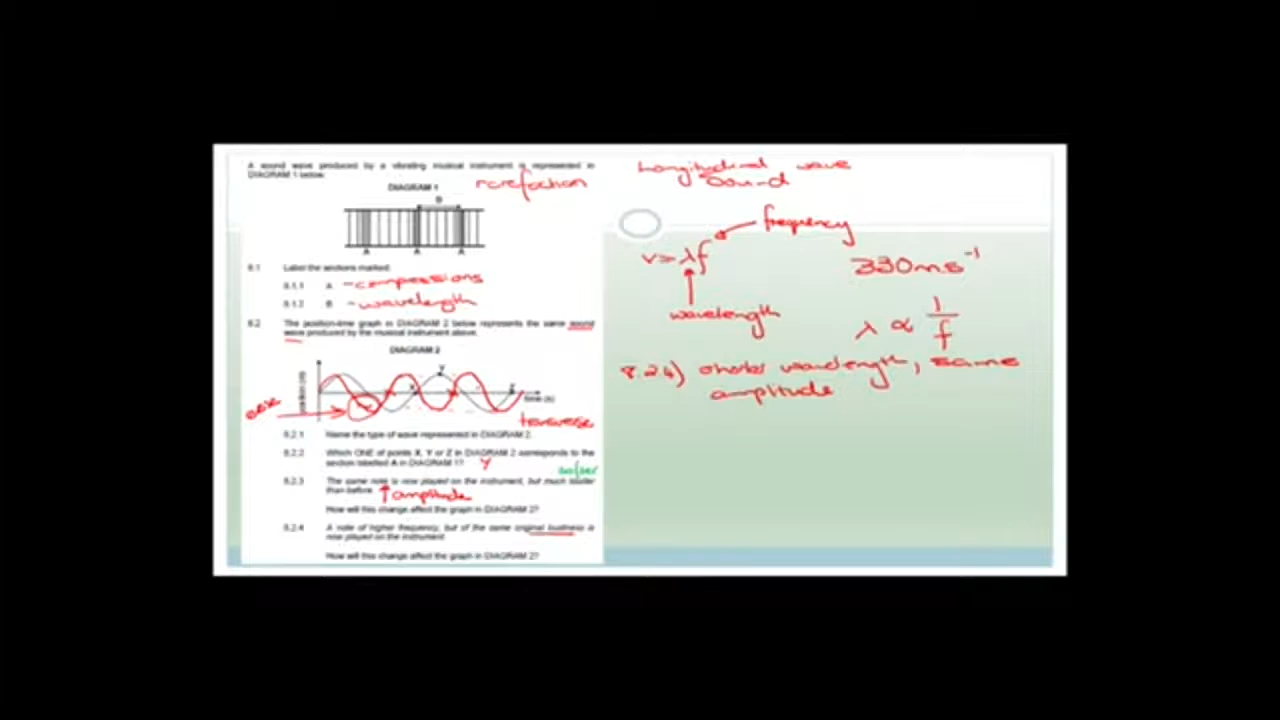 A sound wave produced by a vibrating musical instrument is represented in
DIAGRAM 1 below.
DIAGRAM 1
rarefaction
B
A A A
8.1 Label the sections marked:
8.1.1 A - compessions
8.1.2 B - wavelength
8.2 The position-time graph in DIAGRAM 2 below represents the same sound
wave produced by the musical instrument above.
DIAGRAM 2
position (m)
X Y Z
time (s)
transverse
8.2.1 Name the type of wave represented in DIAGRAM 2.
8.2.2 Which ONE of points X, Y or Z in DIAGRAM 2 corresponds to the
section labelled A in DIAGRAM 1? Y
softer
8.2.3 The same note is now played on the instrument, but much louder
than before. ↑ amplitude
How will this change affect the graph in DIAGRAM 2?
8.2.4 A note of higher frequency, but of the same original loudness is
now played on the instrument.
How will this change affect the graph in DIAGRAM 2?
Longitudinal wave
Sound
frequency
v = λf
330m.s⁻¹
wavelength
λ ∝ 1/f
8.2.4) shorter wavelength, same
amplitude